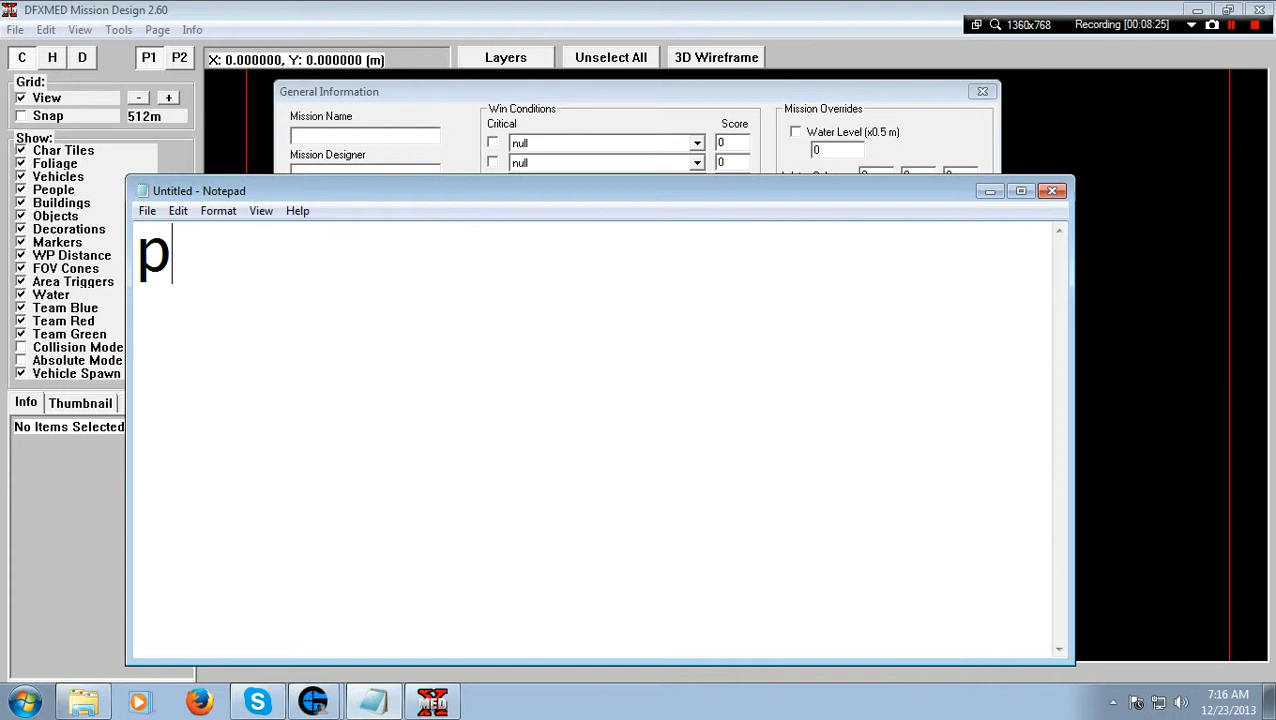 DFXMED Mission Design 2.60
File Edit View Tools Page Info
1360x768 Recording [00:08:25]
C H D P1 P2 X: 0.000000, Y: 0.000000 (m) Layers Unselect All 3D Wireframe
Grid:
View - +
Snap 512m
Show:
Char Tiles
Foliage
Vehicles
People
Buildings
Objects
Decorations
Markers
WP Distance
FOV Cones
Area Triggers
Water
Team Blue
Team Red
Team Green
Collision Mode
Absolute Mode
Vehicle Spawn
Info Thumbnail
No Items Selected
General Information
Mission Name
Mission Designer
Win Conditions
Critical Score
null 0
null 0
Mission Overrides
Water Level (x0.5 m)
0
Untitled - Notepad
File Edit Format View Help
p
MED
7:16 AM
12/23/2013